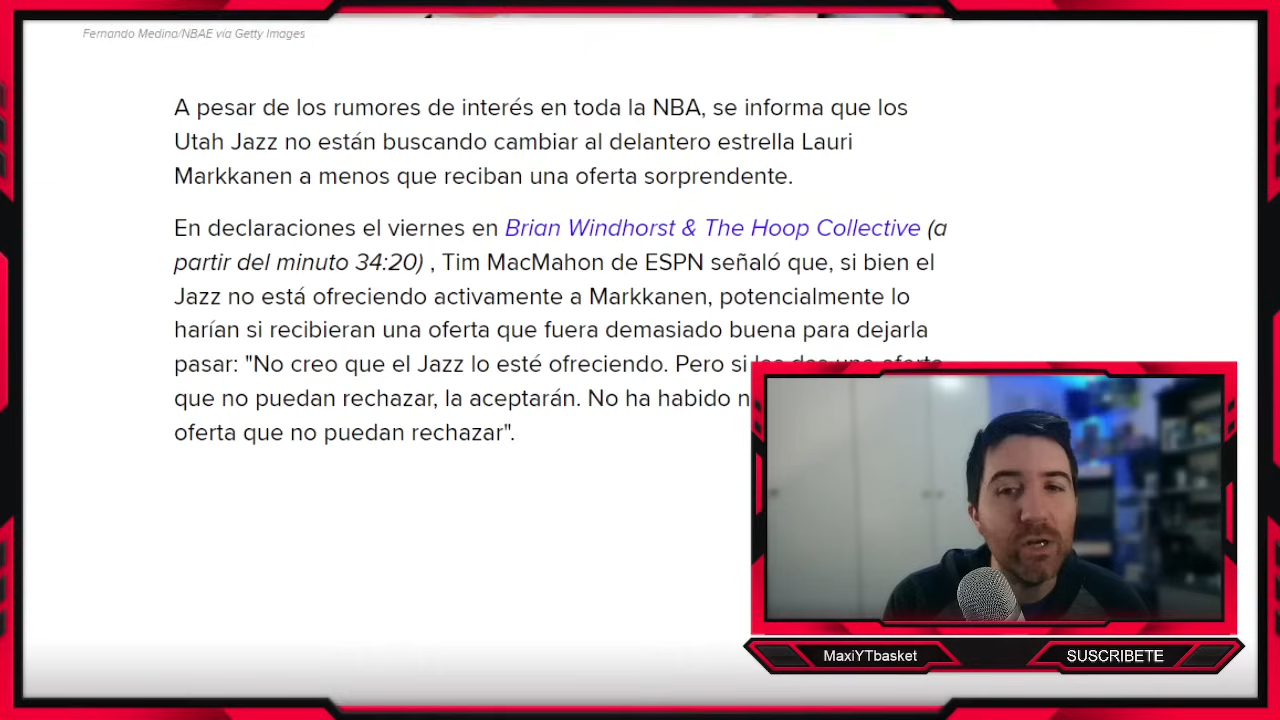 Fernando Medina/NBAE vía Getty Images
A pesar de los rumores de interés en toda la NBA, se informa que los
Utah Jazz no están buscando cambiar al delantero estrella Lauri
Markkanen a menos que reciban una oferta sorprendente.
En declaraciones el viernes en Brian Windhorst & The Hoop Collective (a
partir del minuto 34:20) , Tim MacMahon de ESPN señaló que, si bien el
Jazz no está ofreciendo activamente a Markkanen, potencialmente lo
harían si recibieran una oferta que fuera demasiado buena para dejarla
pasar: "No creo que el Jazz lo esté ofreciendo. Pero si les das una oferta
que no puedan rechazar, la aceptarán. No ha habido
oferta que no puedan rechazar".
MaxiYTbasket
SUSCRIBETE